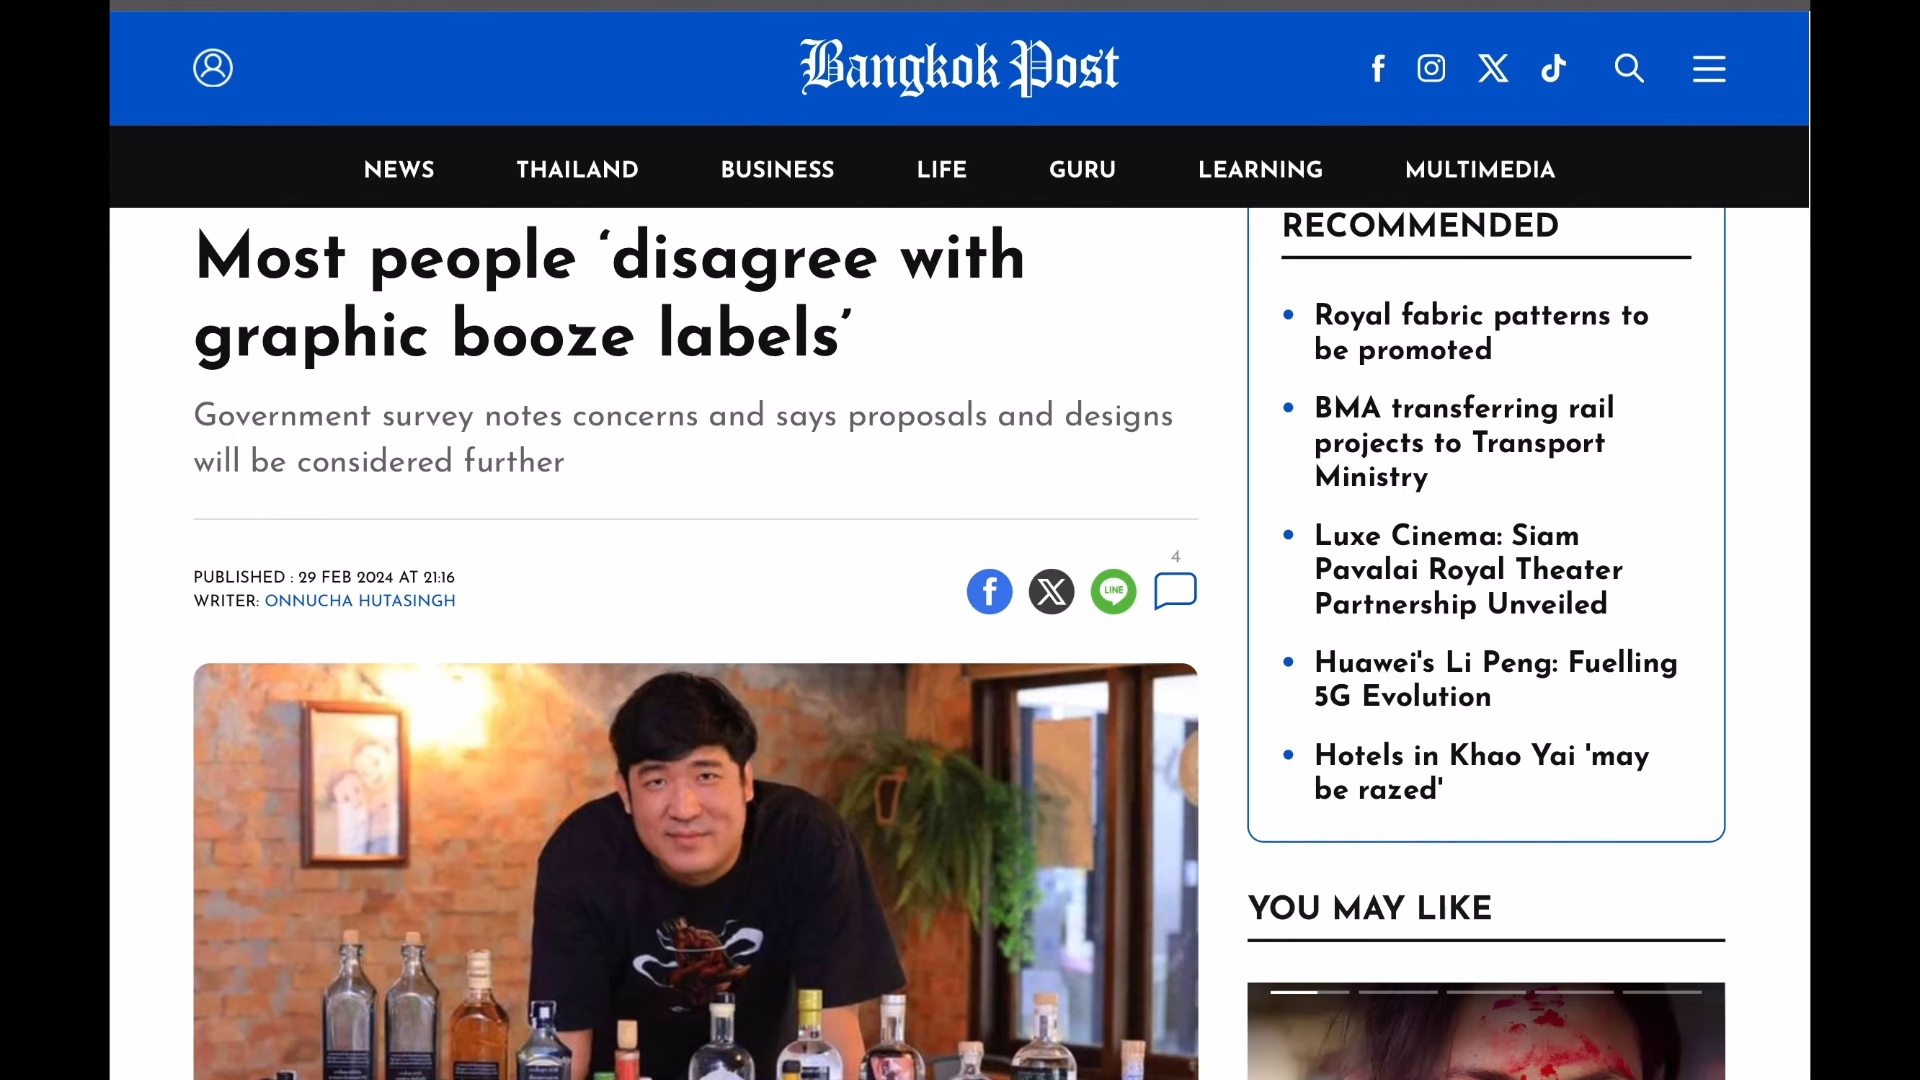 Bangkok Post
NEWS THAILAND BUSINESS LIFE GURU LEARNING MULTIMEDIA
Most people ‘disagree with
graphic booze labels’
Government survey notes concerns and says proposals and designs
will be considered further
PUBLISHED : 29 FEB 2024 AT 21:16
WRITER: ONNUCHA HUTASINGH
4
LINE
RECOMMENDED
Royal fabric patterns to
be promoted
BMA transferring rail
projects to Transport
Ministry
Luxe Cinema: Siam
Pavalai Royal Theater
Partnership Unveiled
Huawei's Li Peng: Fuelling
5G Evolution
Hotels in Khao Yai 'may
be razed'
YOU MAY LIKE